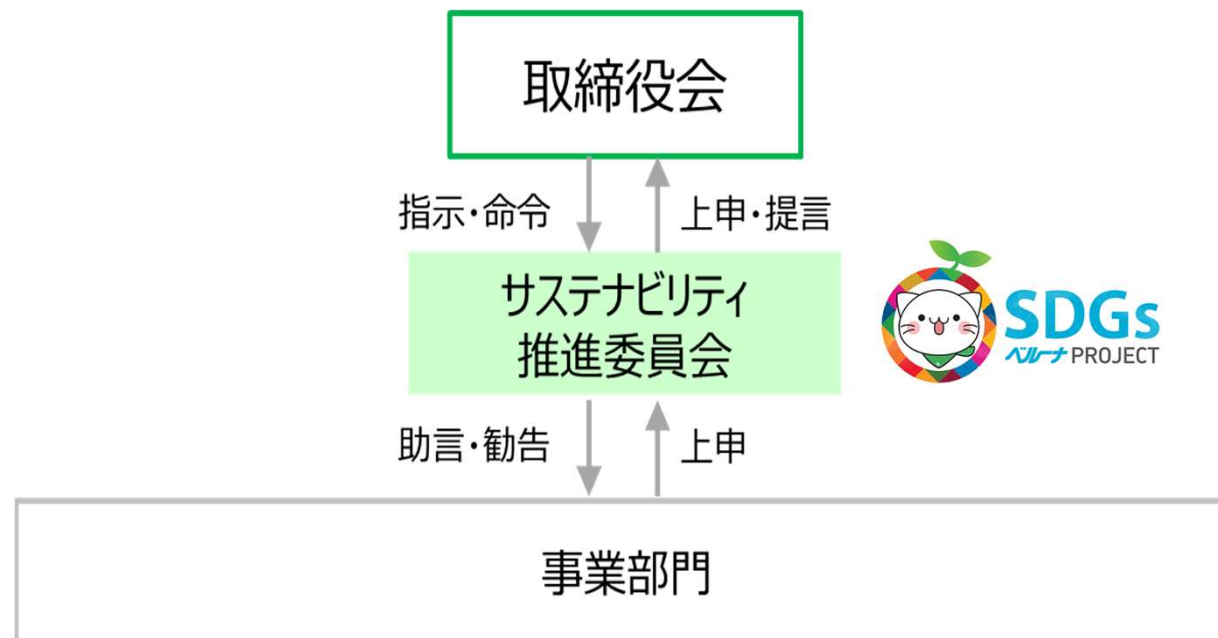 取締役会
指示・命令
上申・提言
サステナビリティ
推進委員会
SDGs
ベルーナ PROJECT
助言・勧告
上申
事業部門